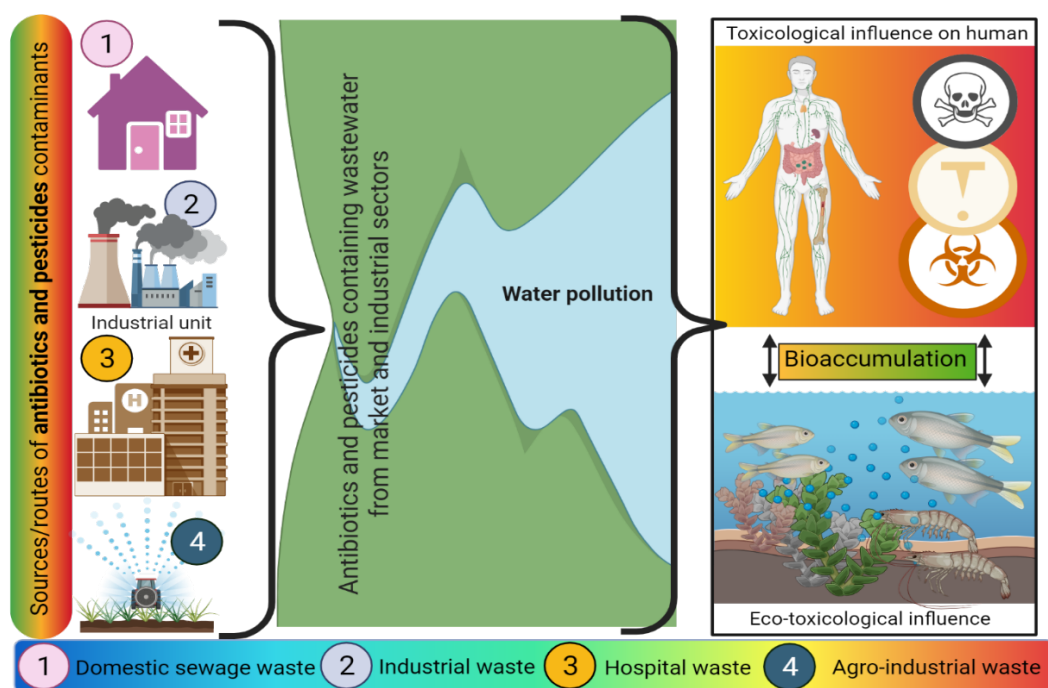 Sources/routes of antibiotics and pesticides contaminants
1
2
Industrial unit
3
H
4
Antibiotics and pesticides containing wastewater
from market and industrial sectors
Water pollution
Toxicological influence on human
Bioaccumulation
Eco-toxicological influence
1 Domestic sewage waste 2 Industrial waste 3 Hospital waste 4 Agro-industrial waste